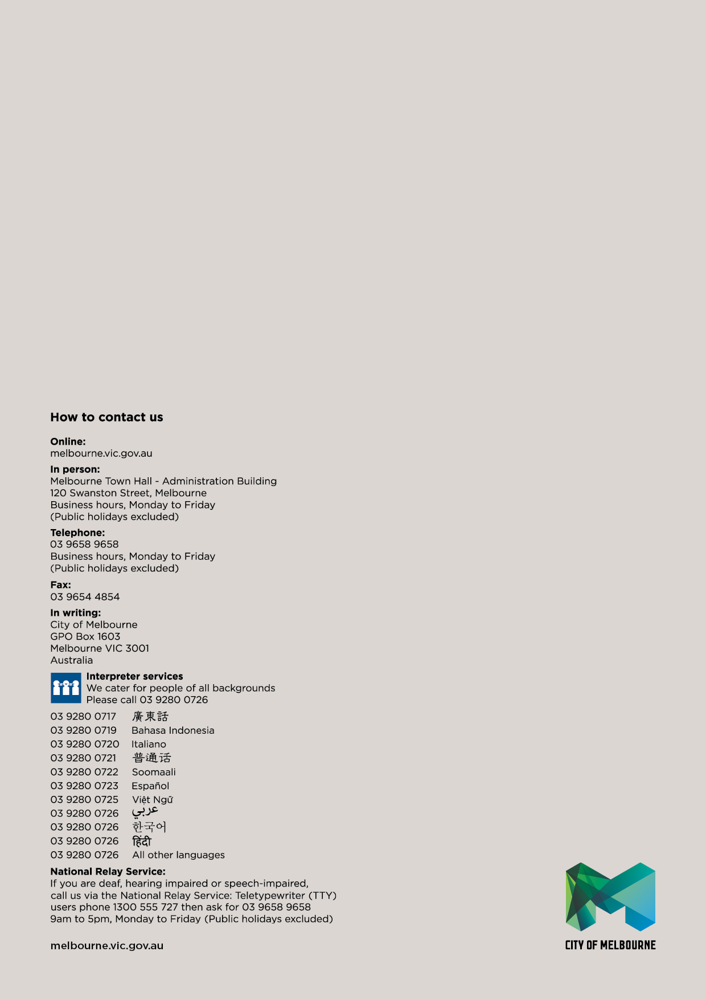 How to contact us
Online:
melbourne.vic.gov.au
In person:
Melbourne Town Hall - Administration Building
120 Swanston Street, Melbourne
Business hours, Monday to Friday
(Public holidays excluded)
Telephone:
03 9658 9658
Business hours, Monday to Friday
(Public holidays excluded)
Fax:
03 9654 4854
In writing:
City of Melbourne
GPO Box 1603
Melbourne VIC 3001
Australia
Interpreter services
We cater for people of all backgrounds
Please call 03 9280 0726
03 9280 0717 廣東話
03 9280 0719 Bahasa Indonesia
03 9280 0720 Italiano
03 9280 0721 普通话
03 9280 0722 Soomaali
03 9280 0723 Español
03 9280 0725 Việt Ngữ
03 9280 0726 عربي
03 9280 0726 한국어
03 9280 0726 हिंदी
03 9280 0726 All other languages
National Relay Service:
If you are deaf, hearing impaired or speech-impaired,
call us via the National Relay Service: Teletypewriter (TTY)
users phone 1300 555 727 then ask for 03 9658 9658
9am to 5pm, Monday to Friday (Public holidays excluded)
melbourne.vic.gov.au
CITY OF MELBOURNE